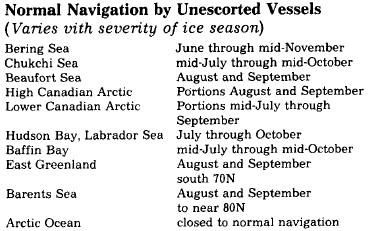 Normal Navigation by Unescorted Vessels
(Varies vith severity of ice season)
Bering Sea June through mid-November
Chukchi Sea mid-July through mid-October
Beaufort Sea August and September
High Canadian Arctic Portions August and September
Lower Canadian Arctic Portions mid-July through
September
Hudson Bay, Labrador Sea July through October
Baffin Bay mid-July through mid-October
East Greenland August and September
south 70N
Barents Sea August and September
to near 80N
Arctic Ocean closed to normal navigation